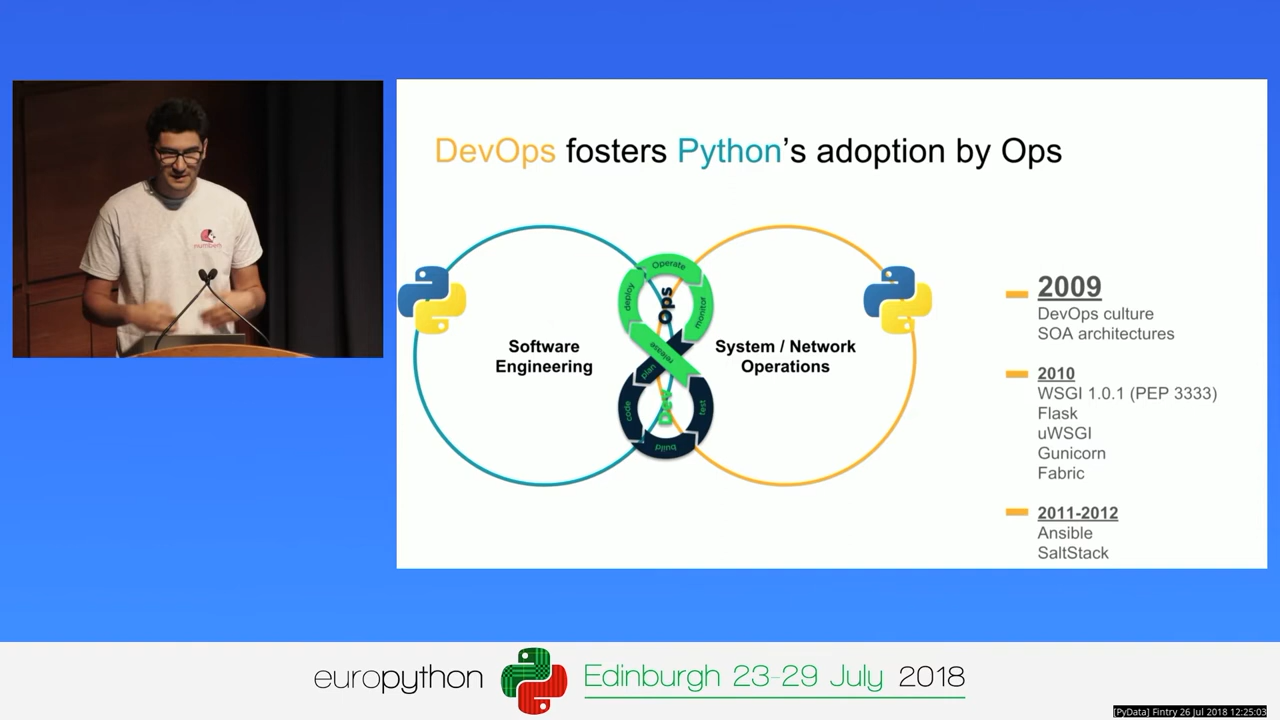 DevOps fosters Python's adoption by Ops
Software
Engineering
System / Network
Operations
Operate
deploy
Ops
monitor
release
plan
Dev
code
test
build
2009
DevOps culture
SOA architectures
2010
WSGI 1.0.1 (PEP 3333)
Flask
uWSGI
Gunicorn
Fabric
2011-2012
Ansible
SaltStack
numberly
europython
Edinburgh 23-29 July 2018
[PyData] Fintry 26 Jul 2018 12:25:03